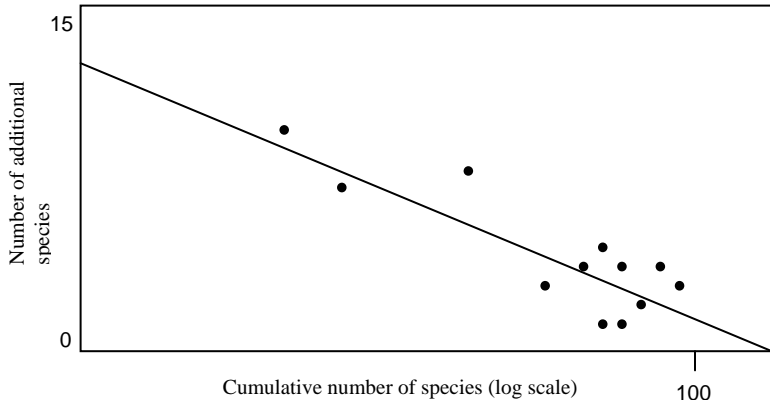 15
Number of additional
species
0
Cumulative number of species (log scale)
100